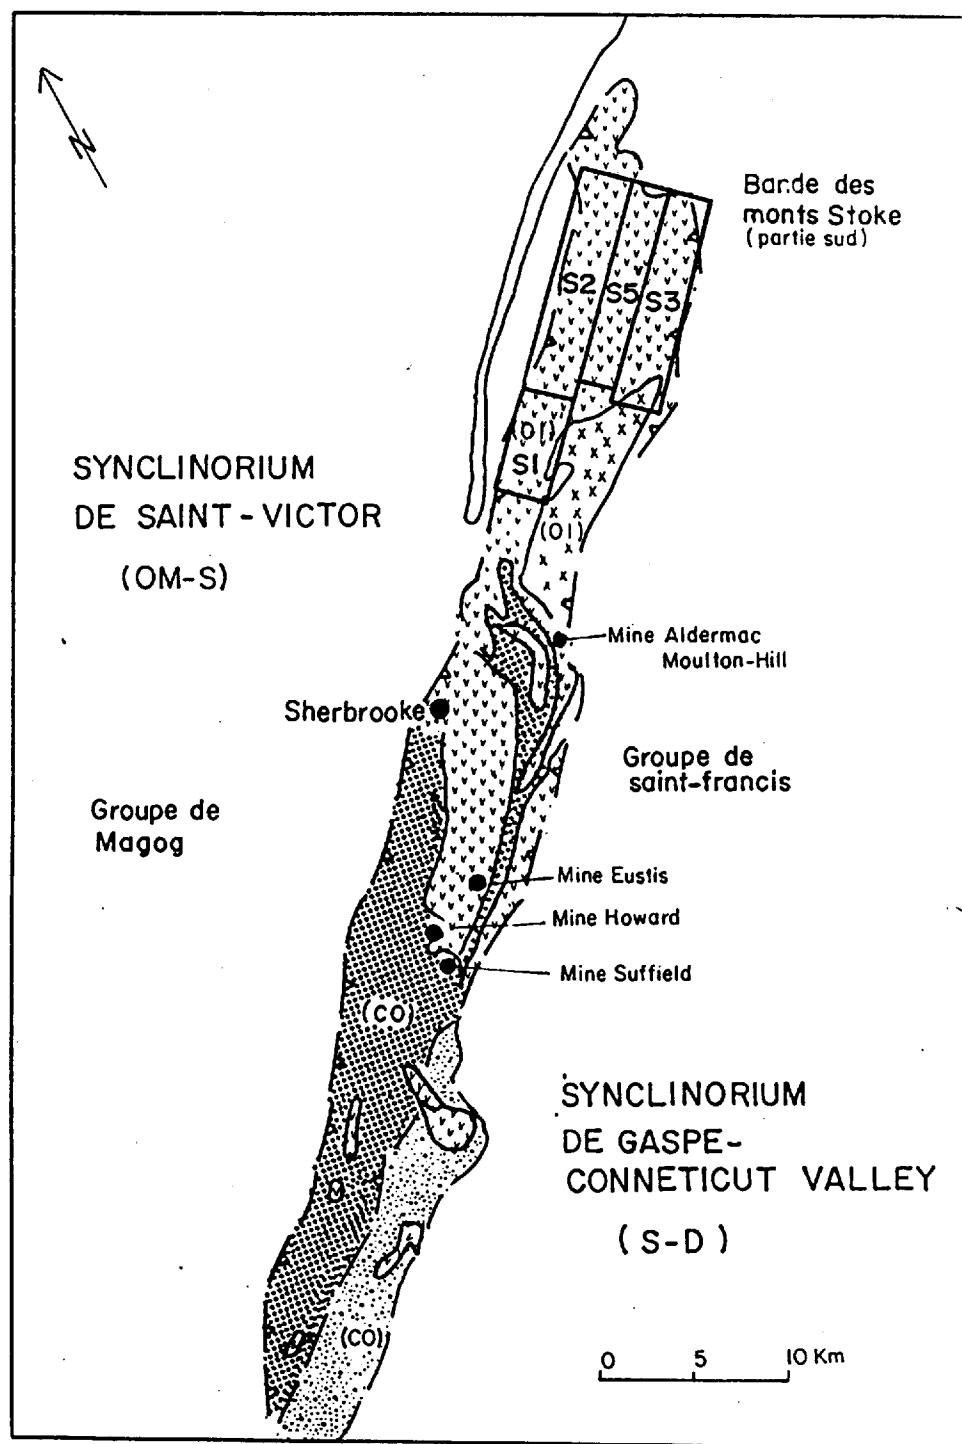 N
Bande des
monts Stoke
(partie sud)
S2
S5
S3
(OI)
S1
(OI)
SYNCLINORIUM
DE SAINT-VICTOR
(OM-S)
Mine Aldermac
Moulton-Hill
Sherbrooke
Groupe de
saint-francis
Groupe de
Magog
Mine Eustis
Mine Howard
Mine Suffield
(CO)
SYNCLINORIUM
DE GASPE-
CONNETICUT VALLEY
(S-D)
(CO)
0 5 10 Km